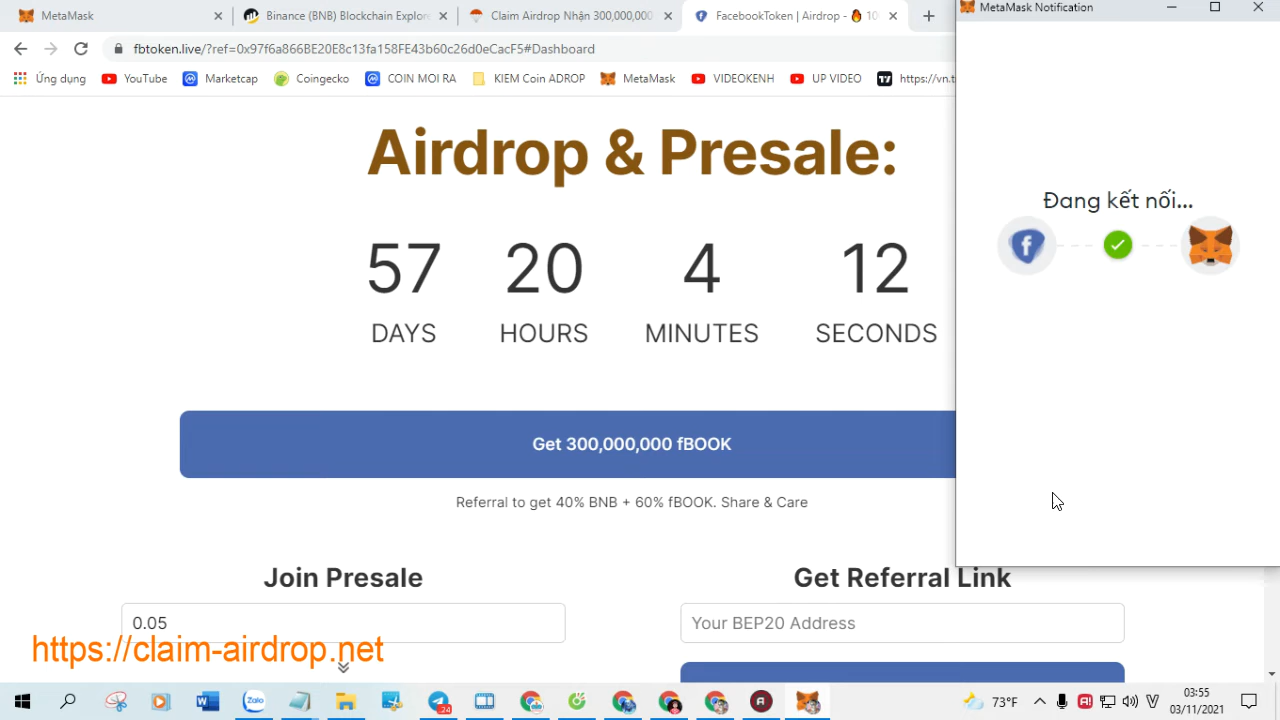 MetaMask
Binance (BNB) Blockchain Explore
Claim Airdrop Nhận 300,000,000
FacebookToken | Airdrop - 🔥 10
MetaMask Notification
fbtoken.live/?ref=0x97f6a866BE20E8c13fa158FE43b60c26d0eCacF5#Dashboard
Ứng dụng
YouTube
Marketcap
Coingecko
COIN MOI RA
KIEM Coin ADROP
MetaMask
VIDEOKENH
UP VIDEO
https://vn.t
Airdrop & Presale:
57 20 4 12
DAYS HOURS MINUTES SECONDS
Get 300,000,000 fBOOK
Referral to get 40% BNB + 60% fBOOK. Share & Care
Join Presale
0.05
Get Referral Link
Your BEP20 Address
Đang kết nối...
https://claim-airdrop.net
Zalo
24
73°F
03:55
03/11/2021